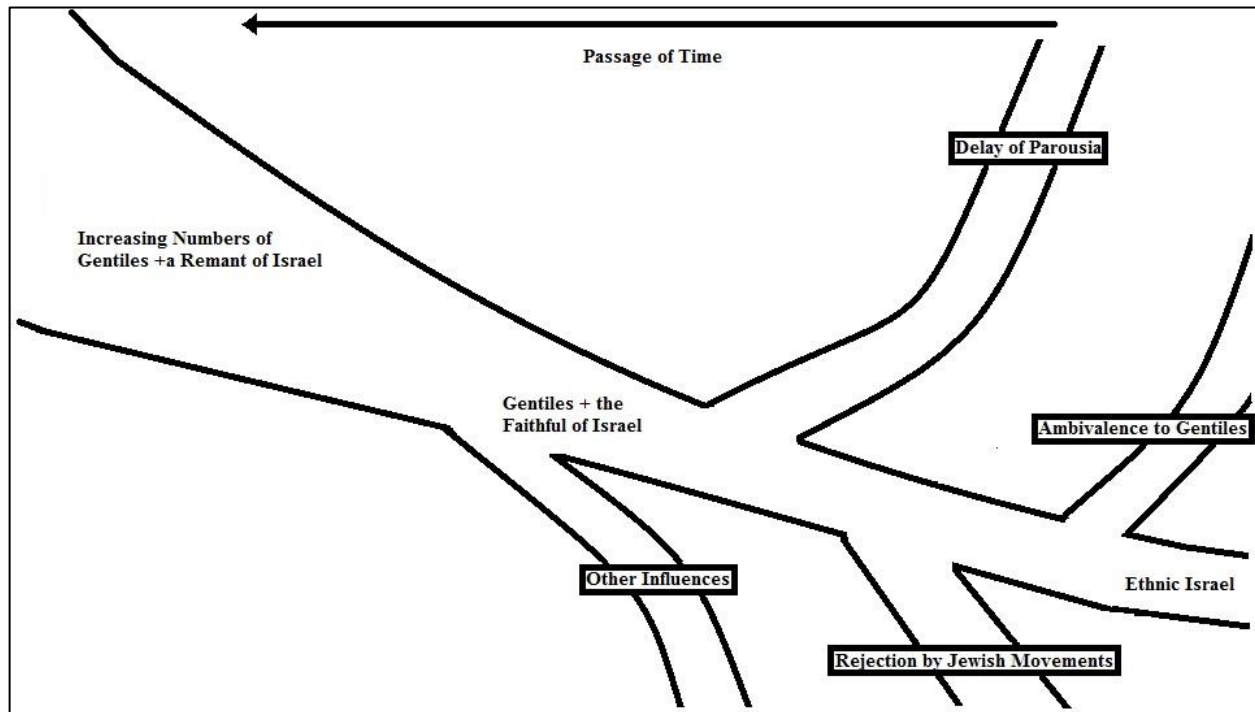 Passage of Time
Delay of Parousia
Increasing Numbers of
Gentiles +a Remant of Israel
Gentiles + the
Faithful of Israel
Ambivalence to Gentiles
Other Influences
Ethnic Israel
Rejection by Jewish Movements